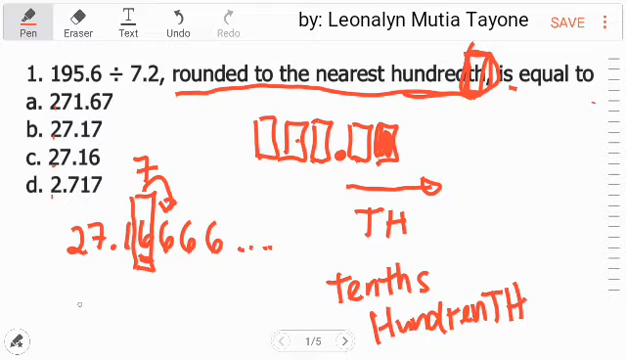 by: Leonalyn Mutia Tayone
Pen
Eraser
Text
Undo
Redo
SAVE
1. 195.6 ÷ 7.2, rounded to the nearest hundredth, is equal to
a. 271.67
b. 27.17
c. 27.16
d. 2.717
7
27.16666....
TH
tenths
HundrenTH
1/5